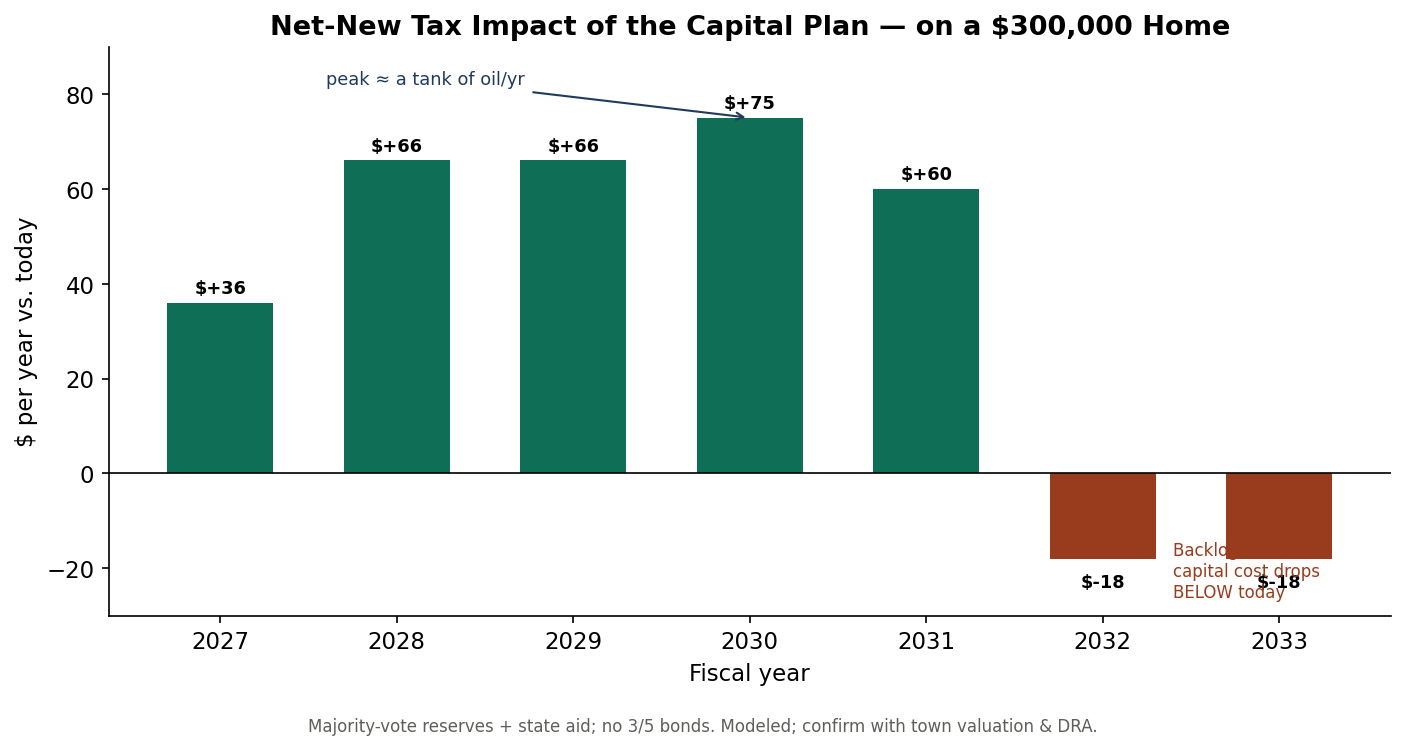 Net-New Tax Impact of the Capital Plan — on a $300,000 Home
peak ≈ a tank of oil/yr
$+75
$+66
$+66
$+60
$+36
80
60
40
20
0
−20
$ per year vs. today
capital cost drops
BELOW today
$-18
$-18
2027
2028
2029
2030
2031
2032
2033
Fiscal year
Majority-vote reserves + state aid; no 3/5 bonds. Modeled; confirm with town valuation & DRA.